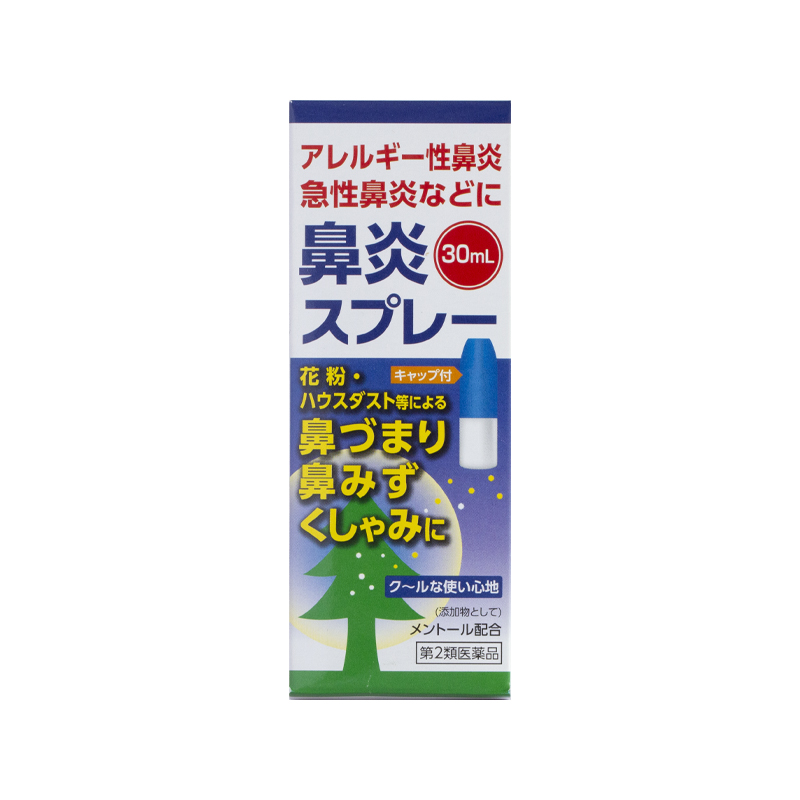 アレルギー性鼻炎
急性鼻炎などに
鼻炎
30mL
スプレー
花粉・
キャップ付
ハウスダスト等による
鼻づまり
鼻みず
くしゃみに
ク〜ルな使い心地
(添加物として)
メントール配合
第2類医薬品